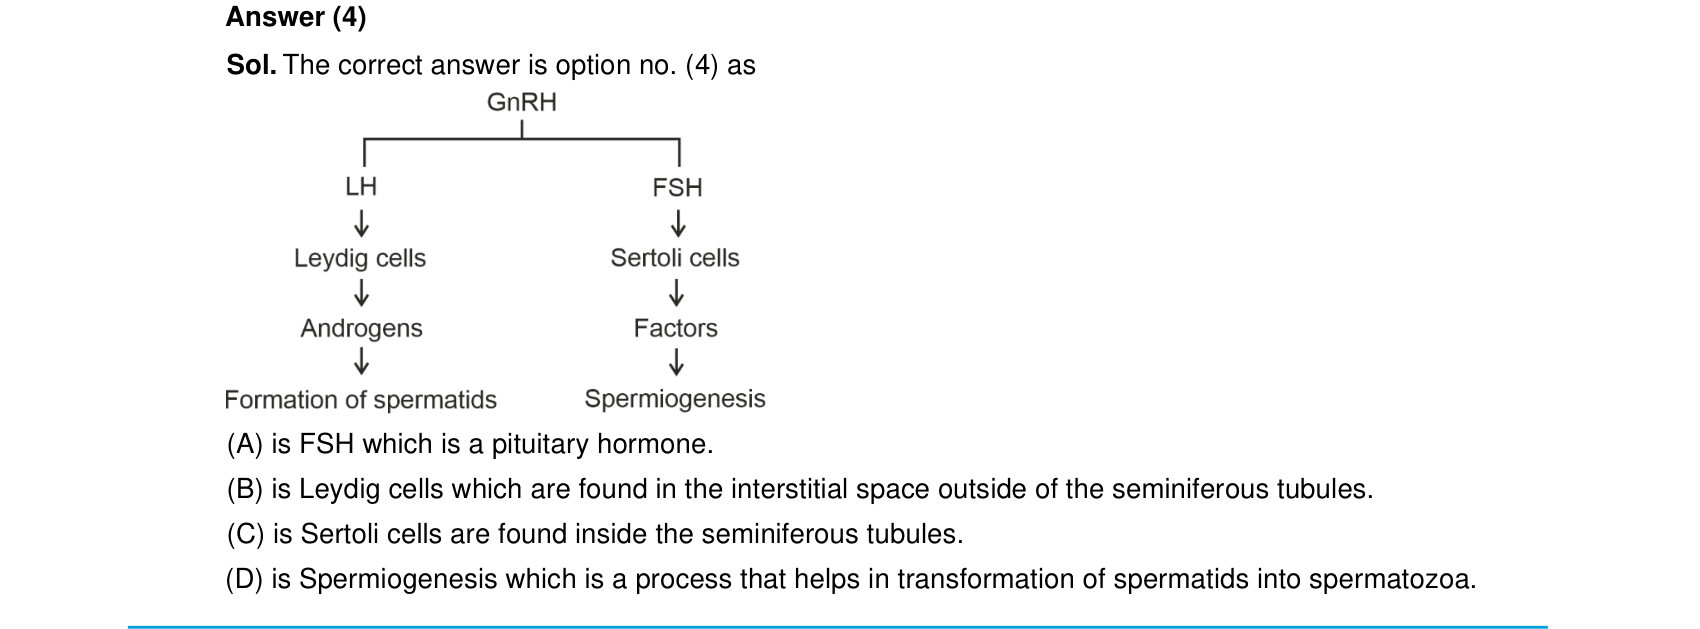 Answer (4)
Sol. The correct answer is option no. (4) as
GnRH
LH FSH
Leydig cells Sertoli cells
Androgens Factors
Formation of spermatids Spermiogenesis
(A) is FSH which is a pituitary hormone.
(B) is Leydig cells which are found in the interstitial space outside of the seminiferous tubules.
(C) is Sertoli cells are found inside the seminiferous tubules.
(D) is Spermiogenesis which is a process that helps in transformation of spermatids into spermatozoa.